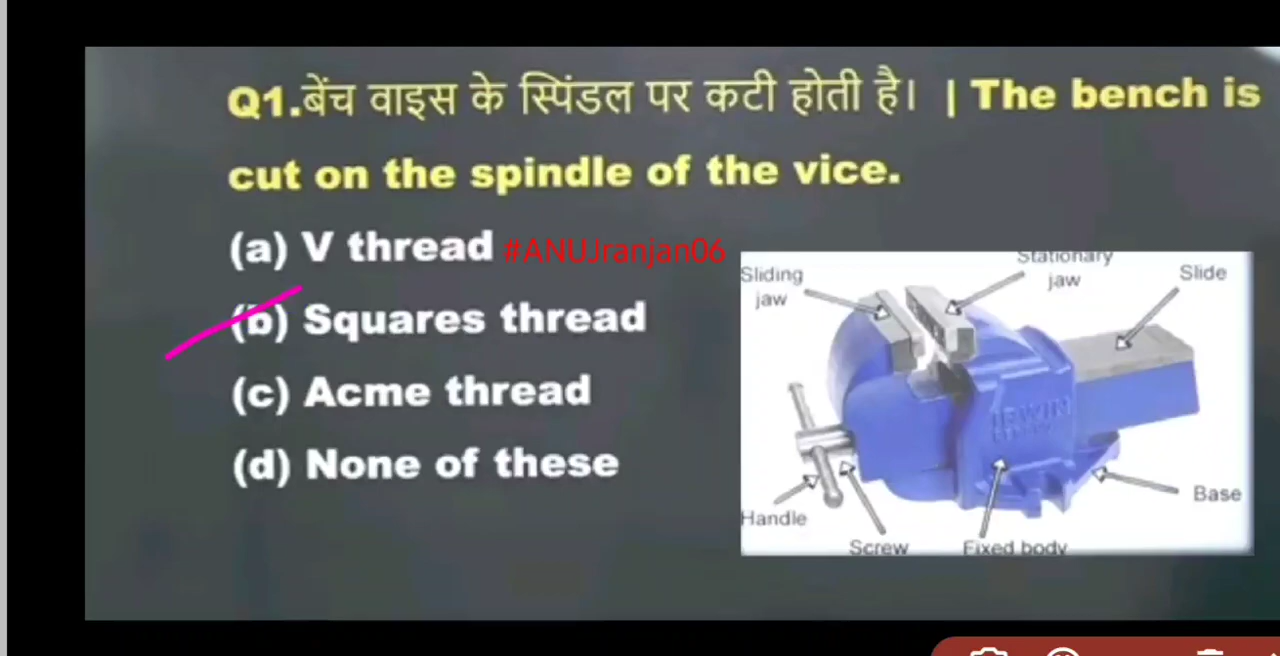 Q1.बेंच वाइस के स्पिंडल पर कटी होती है। | The bench is
cut on the spindle of the vice.
(a) V thread #ANUJranjan06
(b) Squares thread
(c) Acme thread
(d) None of these
Sliding
jaw
Stationary
jaw
Slide
IRWIN
Handle
Screw
Fixed body
Base